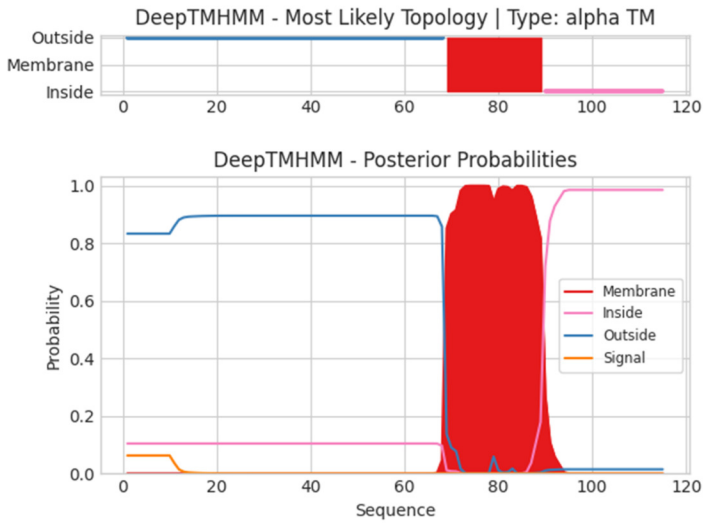 DeepTMHMM - Most Likely Topology | Type: alpha TM
Outside
Membrane
Inside
0 20 40 60 80 100 120
DeepTMHMM - Posterior Probabilities
1.0
0.8
0.6
0.4
0.2
0.0
Probability
Membrane
Inside
Outside
Signal
0 20 40 60 80 100 120
Sequence